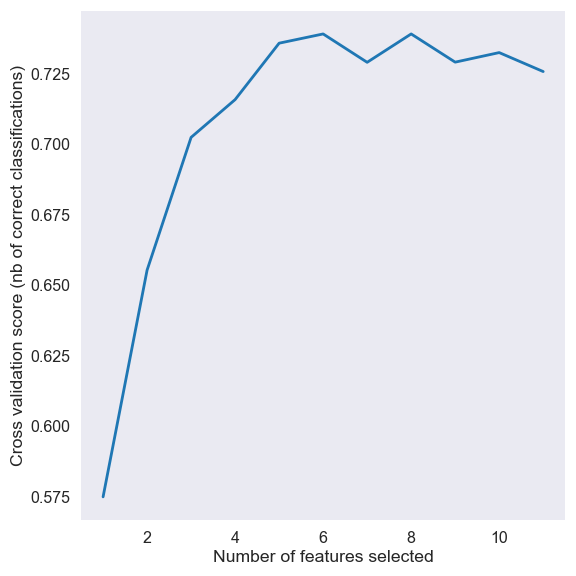 Cross validation score (nb of correct classifications)
0.725
0.700
0.675
0.650
0.625
0.600
0.575
2 4 6 8 10
Number of features selected